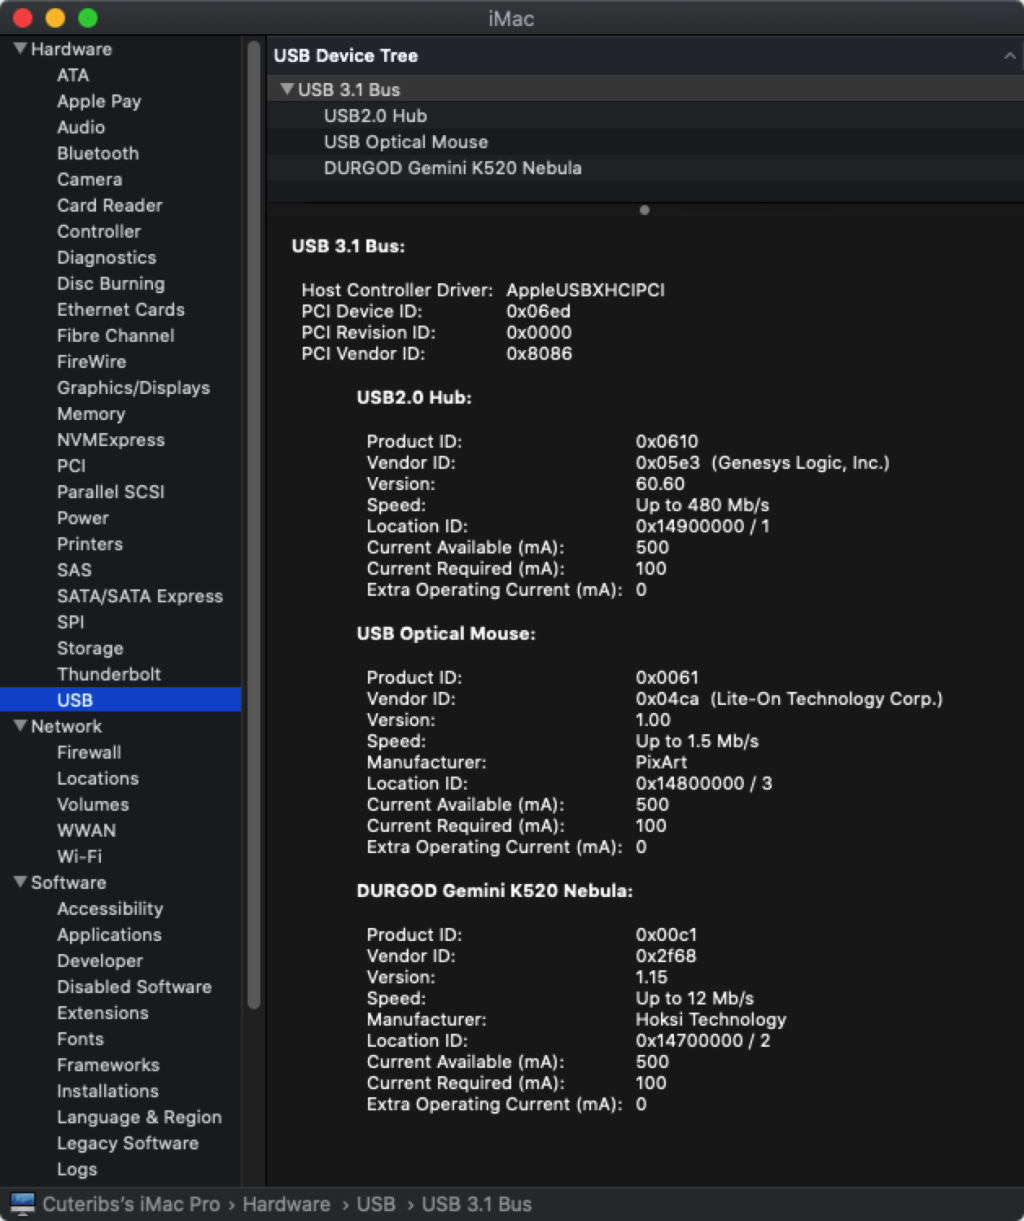 iMac
Hardware
ATA
Apple Pay
Audio
Bluetooth
Camera
Card Reader
Controller
Diagnostics
Disc Burning
Ethernet Cards
Fibre Channel
FireWire
Graphics/Displays
Memory
NVMExpress
PCI
Parallel SCSI
Power
Printers
SAS
SATA/SATA Express
SPI
Storage
Thunderbolt
USB
Network
Firewall
Locations
Volumes
WWAN
Wi-Fi
Software
Accessibility
Applications
Developer
Disabled Software
Extensions
Fonts
Frameworks
Installations
Language & Region
Legacy Software
Logs
USB Device Tree
USB 3.1 Bus
USB2.0 Hub
USB Optical Mouse
DURGOD Gemini K520 Nebula
USB 3.1 Bus:
Host Controller Driver: AppleUSBXHCIPCI
PCI Device ID: 0x06ed
PCI Revision ID: 0x0000
PCI Vendor ID: 0x8086
USB2.0 Hub:
Product ID: 0x0610
Vendor ID: 0x05e3 (Genesys Logic, Inc.)
Version: 60.60
Speed: Up to 480 Mb/s
Location ID: 0x14900000 / 1
Current Available (mA): 500
Current Required (mA): 100
Extra Operating Current (mA): 0
USB Optical Mouse:
Product ID: 0x0061
Vendor ID: 0x04ca (Lite-On Technology Corp.)
Version: 1.00
Speed: Up to 1.5 Mb/s
Manufacturer: PixArt
Location ID: 0x14800000 / 3
Current Available (mA): 500
Current Required (mA): 100
Extra Operating Current (mA): 0
DURGOD Gemini K520 Nebula:
Product ID: 0x00c1
Vendor ID: 0x2f68
Version: 1.15
Speed: Up to 12 Mb/s
Manufacturer: Hoksi Technology
Location ID: 0x14700000 / 2
Current Available (mA): 500
Current Required (mA): 100
Extra Operating Current (mA): 0
Cuteribs's iMac Pro › Hardware › USB › USB 3.1 Bus